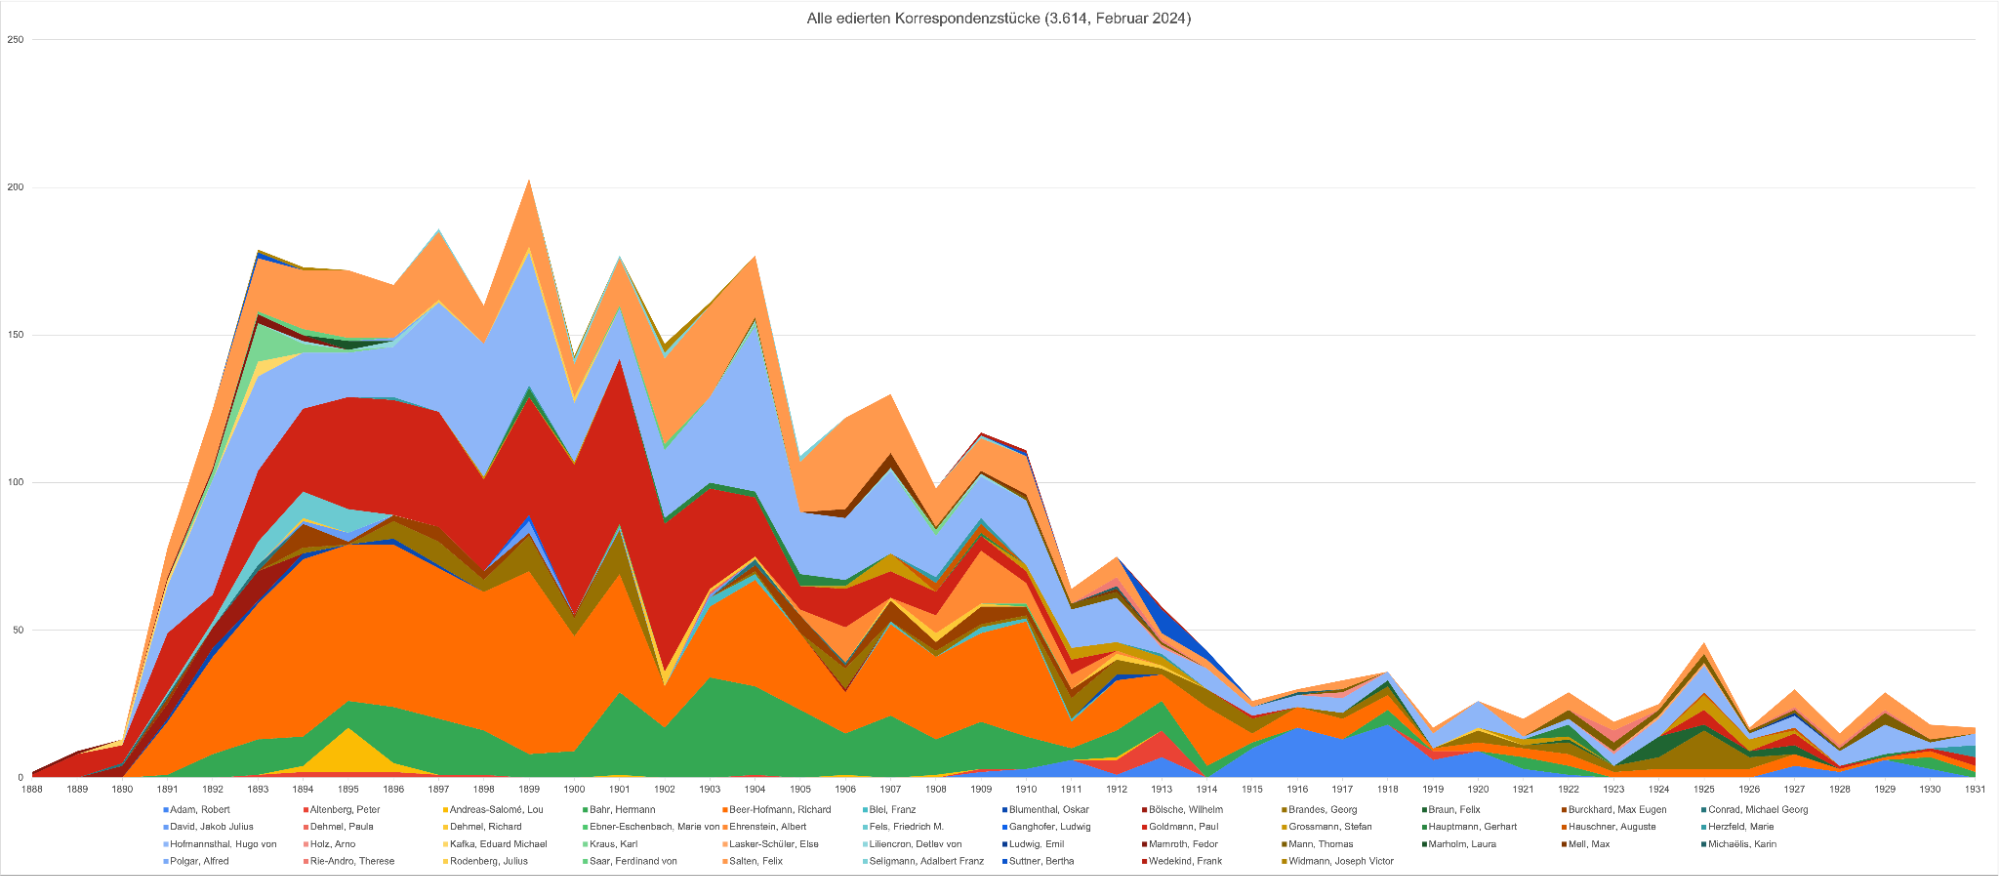 Alle edierten Korrespondenzstücke (3.614, Februar 2024)
250
200
150
100
50
0
1888 1889 1890 1891 1892 1893 1894 1895 1896 1897 1898 1899 1900 1901 1902 1903 1904 1905 1906 1907 1908 1909 1910 1911 1912 1913 1914 1915 1916 1917 1918 1919 1920 1921 1922 1923 1924 1925 1926 1927 1928 1929 1930 1931
Adam, Robert Altenberg, Peter Andreas-Salomé, Lou Bahr, Hermann Beer-Hofmann, Richard Blei, Franz Blumenthal, Oskar Bölsche, Wilhelm Brandes, Georg Braun, Felix Burckhard, Max Eugen Conrad, Michael Georg
David, Jakob Julius Dehmel, Paula Dehmel, Richard Ebner-Eschenbach, Marie von Ehrenstein, Albert Fels, Friedrich M. Ganghofer, Ludwig Goldmann, Paul Grossmann, Stefan Hauptmann, Gerhart Hauschner, Auguste Herzfeld, Marie
Hofmannsthal, Hugo von Holz, Arno Kafka, Eduard Michael Kraus, Karl Lasker-Schüler, Else Liliencron, Detlev von Ludwig, Emil Mamroth, Fedor Mann, Thomas Marholm, Laura Mell, Max Michaëlis, Karin
Polgar, Alfred Rie-Andro, Therese Rodenberg, Julius Saar, Ferdinand von Salten, Felix Seligmann, Adalbert Franz Suttner, Bertha Wedekind, Frank Widmann, Joseph Victor